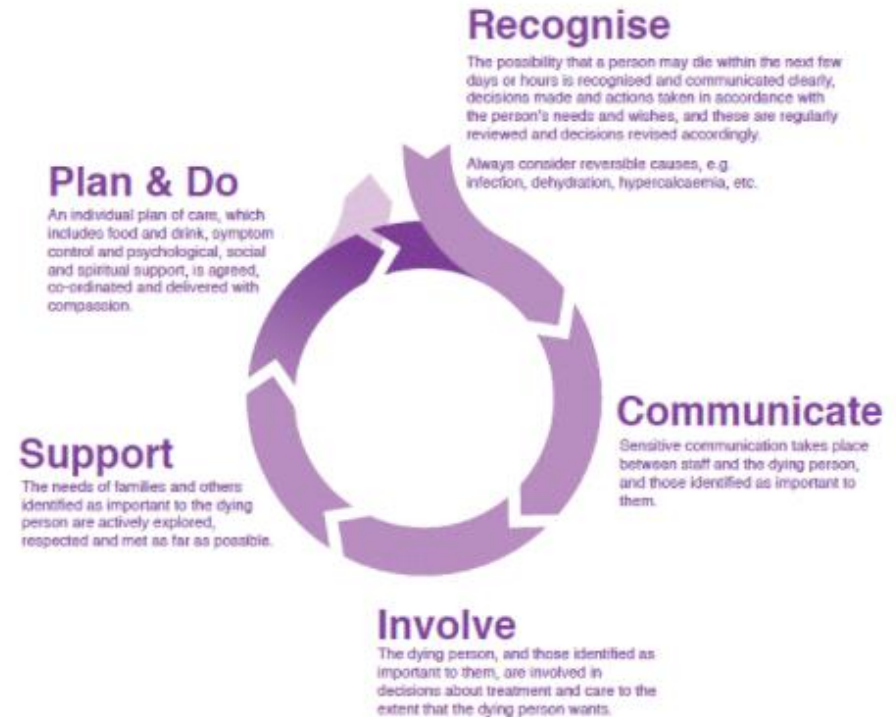 Recognise
The possibility that a person may die within the next few
days or hours is recognised and communicated clearly,
decisions made and actions taken in accordance with
the person's needs and wishes, and these are regularly
reviewed and decisions revised accordingly.
Always consider reversible causes, e.g.
infection, dehydration, hypercalcaemia, etc.
Communicate
Sensitive communication takes place
between staff and the dying person,
and those identified as important to
them.
Involve
The dying person, and those identified as
important to them, are involved in
decisions about treatment and care to the
extent that the dying person wants.
Support
The needs of families and others
identified as important to the dying
person are actively explored,
respected and met as far as possible.
Plan & Do
An individual plan of care, which
includes food and drink, symptom
control and psychological, social
and spiritual support, is agreed,
co-ordinated and delivered with
compassion.